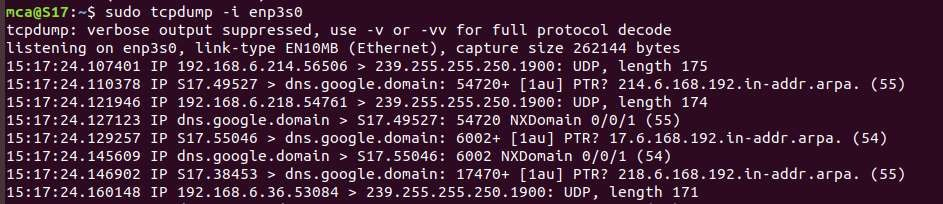 mca@S17:~$ sudo tcpdump -i enp3s0
tcpdump: verbose output suppressed, use -v or -vv for full protocol decode
listening on enp3s0, link-type EN10MB (Ethernet), capture size 262144 bytes
15:17:24.107401 IP 192.168.6.214.56506 > 239.255.255.250.1900: UDP, length 175
15:17:24.110378 IP S17.49527 > dns.google.domain: 54720+ [1au] PTR? 214.6.168.192.in-addr.arpa. (55)
15:17:24.121946 IP 192.168.6.218.54761 > 239.255.255.250.1900: UDP, length 174
15:17:24.127123 IP dns.google.domain > S17.49527: 54720 NXDomain 0/0/1 (55)
15:17:24.129257 IP S17.55046 > dns.google.domain: 6002+ [1au] PTR? 17.6.168.192.in-addr.arpa. (54)
15:17:24.145609 IP dns.google.domain > S17.55046: 6002 NXDomain 0/0/1 (54)
15:17:24.146902 IP S17.38453 > dns.google.domain: 17470+ [1au] PTR? 218.6.168.192.in-addr.arpa. (55)
15:17:24.160148 IP 192.168.6.36.53084 > 239.255.255.250.1900: UDP, length 171